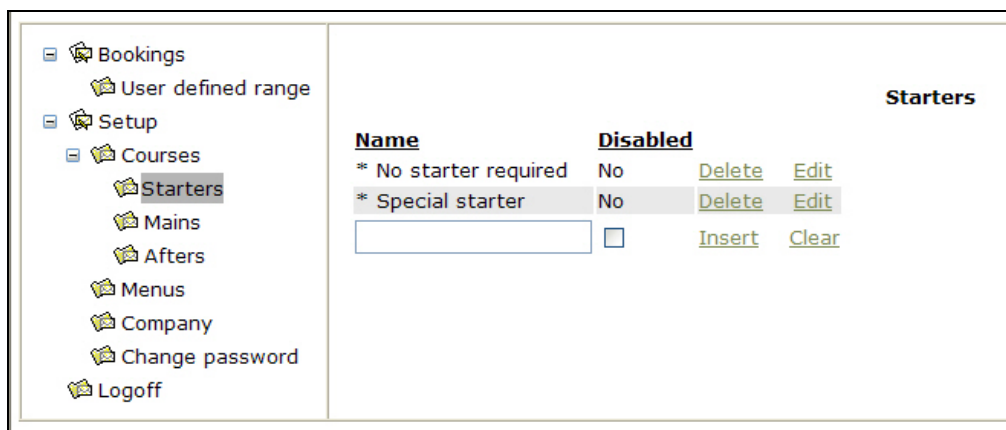 Bookings
User defined range
Setup
Courses
Starters
Mains
Afters
Menus
Company
Change password
Logoff
Starters
Name Disabled
* No starter required No Delete Edit
* Special starter No Delete Edit
Insert Clear